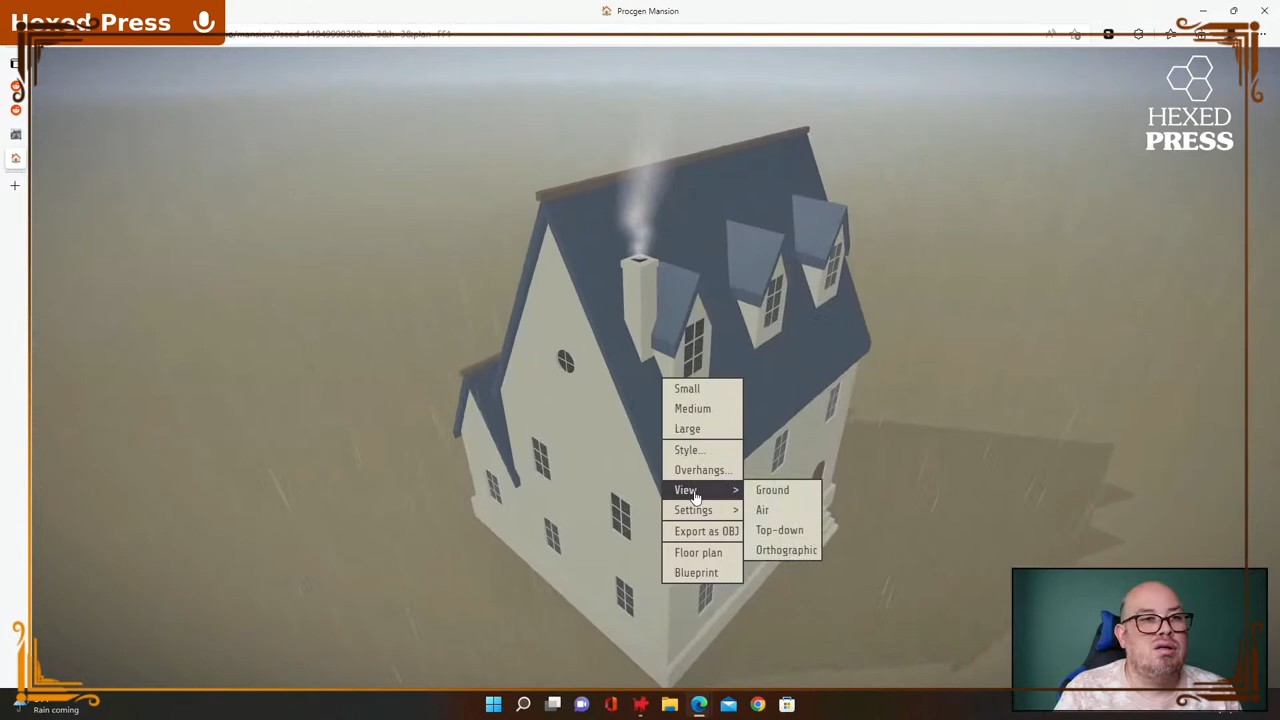 Hexed Press
Procgen Mansion
HEXED
PRESS
Small
Medium
Large
Style...
Overhangs...
View >
Settings >
Export as OBJ
Floor plan
Blueprint
Ground
Air
Top-down
Orthographic
Rain coming